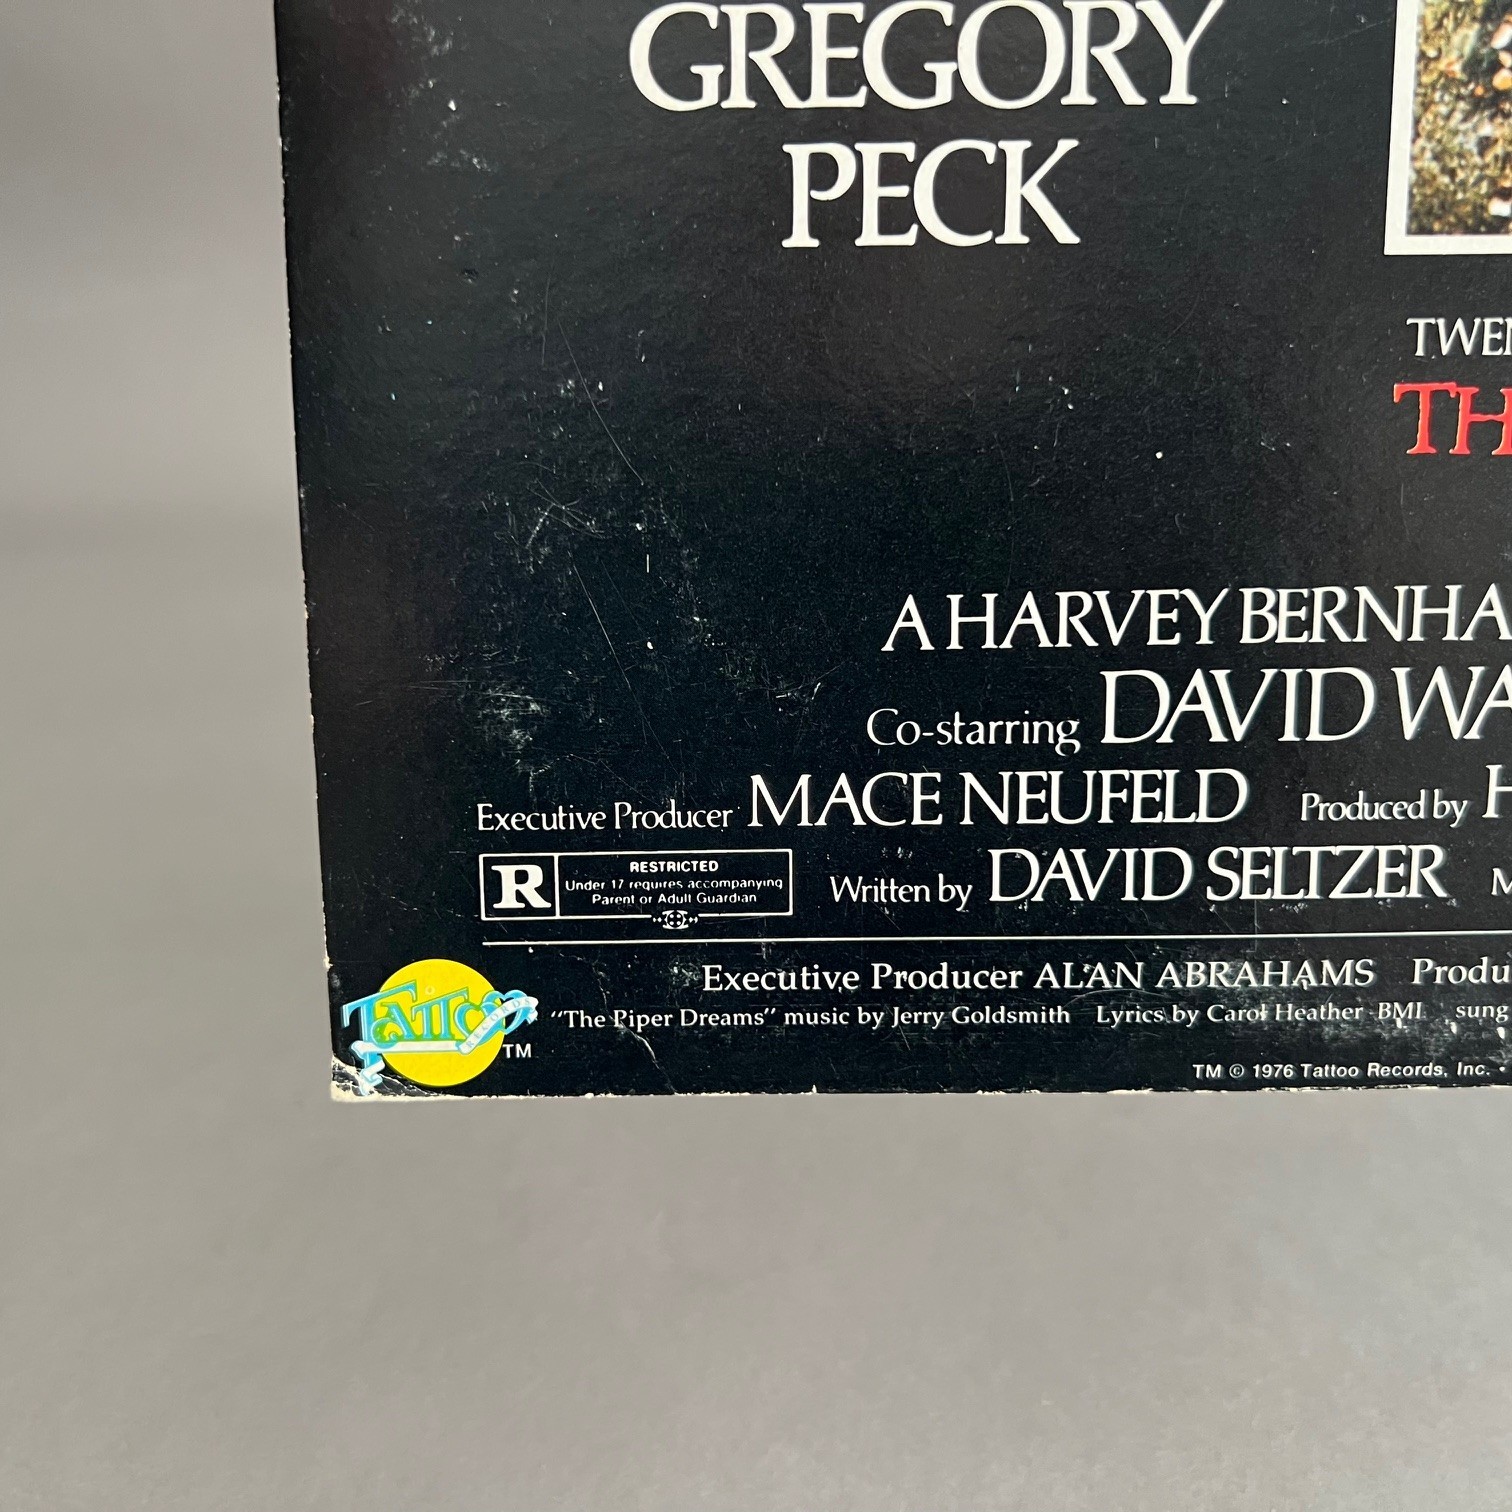 GREGORY
PECK
TWE
TH
A HARVEY BERNHA
Co-starring DAVID WA
Executive Producer MACE NEUFELD Produced by H
R RESTRICTED
Under 17 requires accompanying
Parent or Adult Guardian
Written by DAVID SELTZER M
Executive Producer ALAN ABRAHAMS Produ
TATTOO RECORDS TM
"The Piper Dreams" music by Jerry Goldsmith Lyrics by Carol Heather - BMI sung
TM © 1976 Tattoo Records, Inc. •